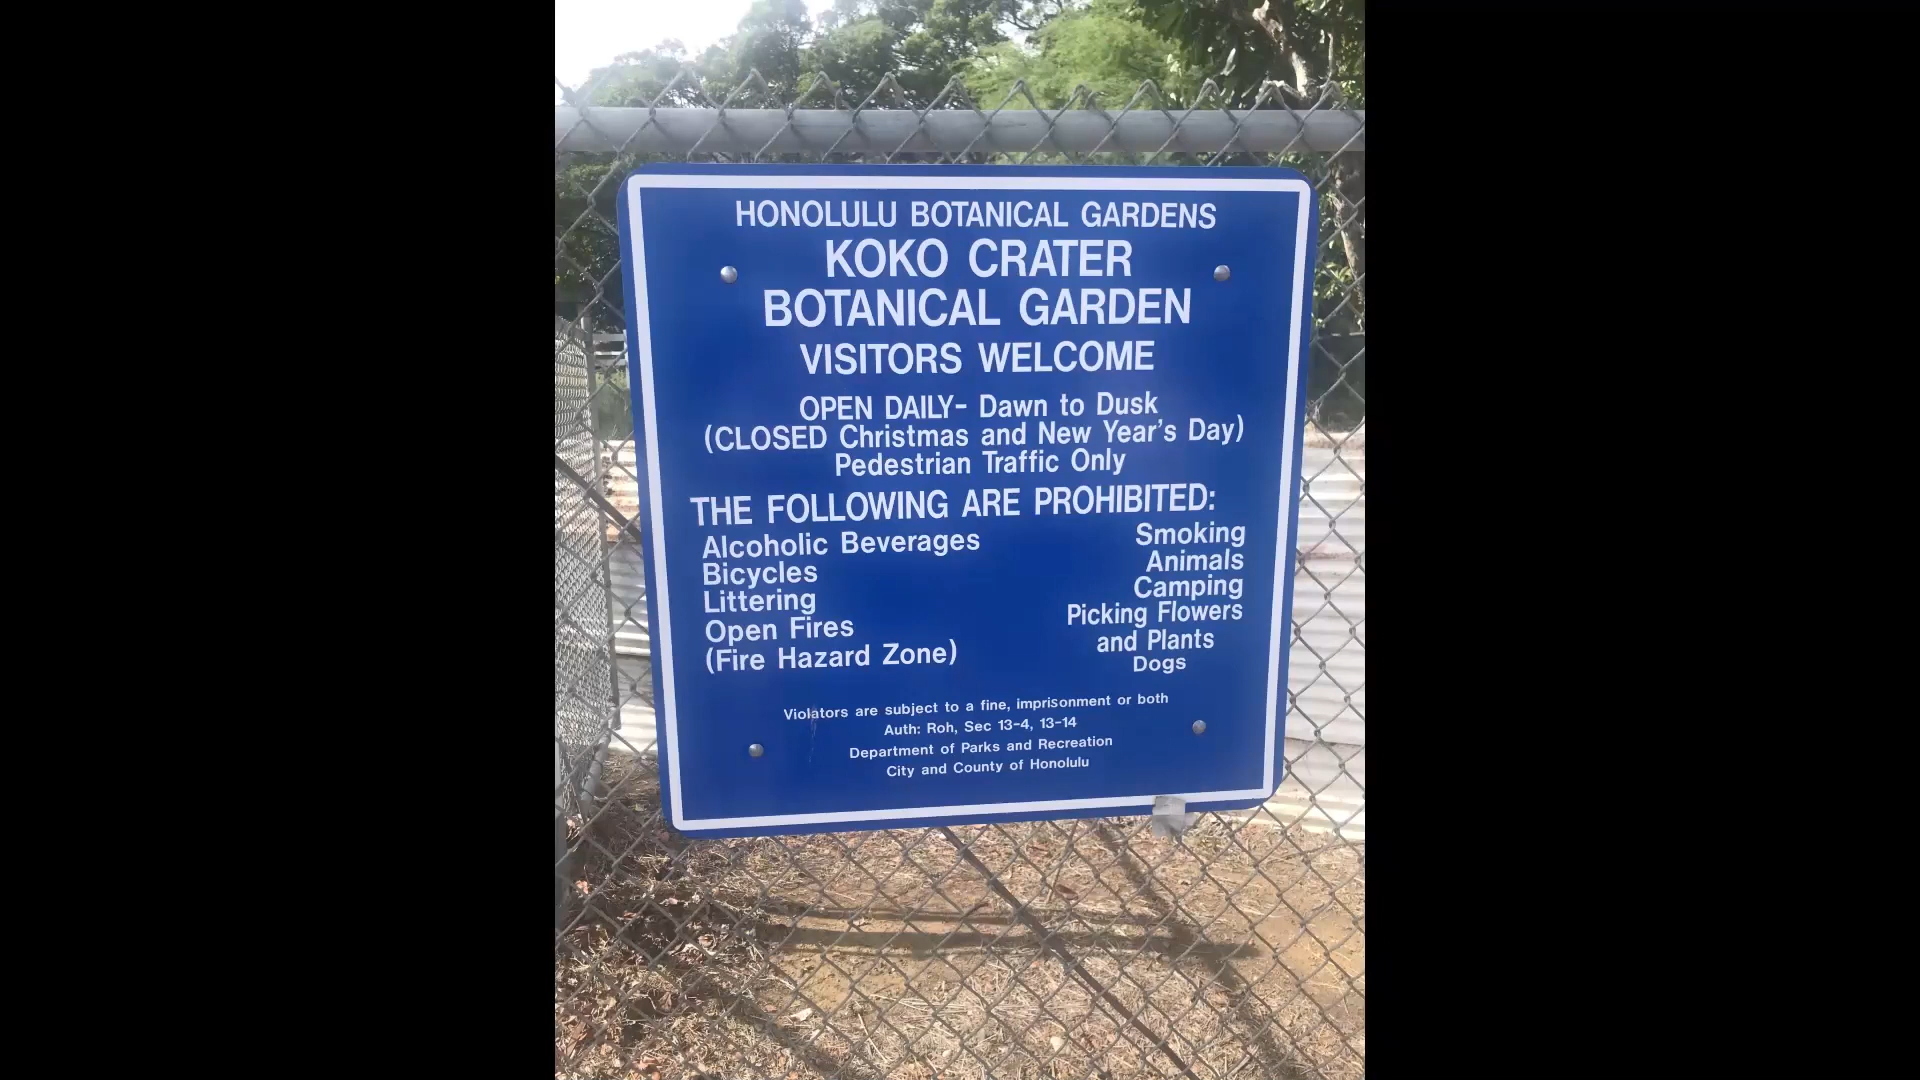 HONOLULU BOTANICAL GARDENS
KOKO CRATER
BOTANICAL GARDEN
VISITORS WELCOME
OPEN DAILY- Dawn to Dusk
(CLOSED Christmas and New Year's Day)
Pedestrian Traffic Only
THE FOLLOWING ARE PROHIBITED:
Alcoholic Beverages
Bicycles
Littering
Open Fires
(Fire Hazard Zone)
Smoking
Animals
Camping
Picking Flowers
and Plants
Dogs
Violators are subject to a fine, imprisonment or both
Auth: Roh, Sec 13-4, 13-14
Department of Parks and Recreation
City and County of Honolulu